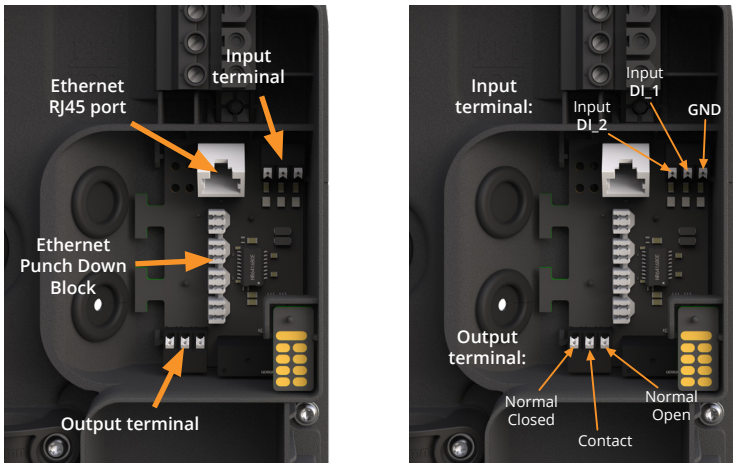 Input
terminal
Ethernet
RJ45 port
Ethernet
Punch Down
Block
Output terminal
Input
terminal:
Input
DI_2
Input
DI_1
GND
Output
terminal:
Normal
Closed
Contact
Normal
Open